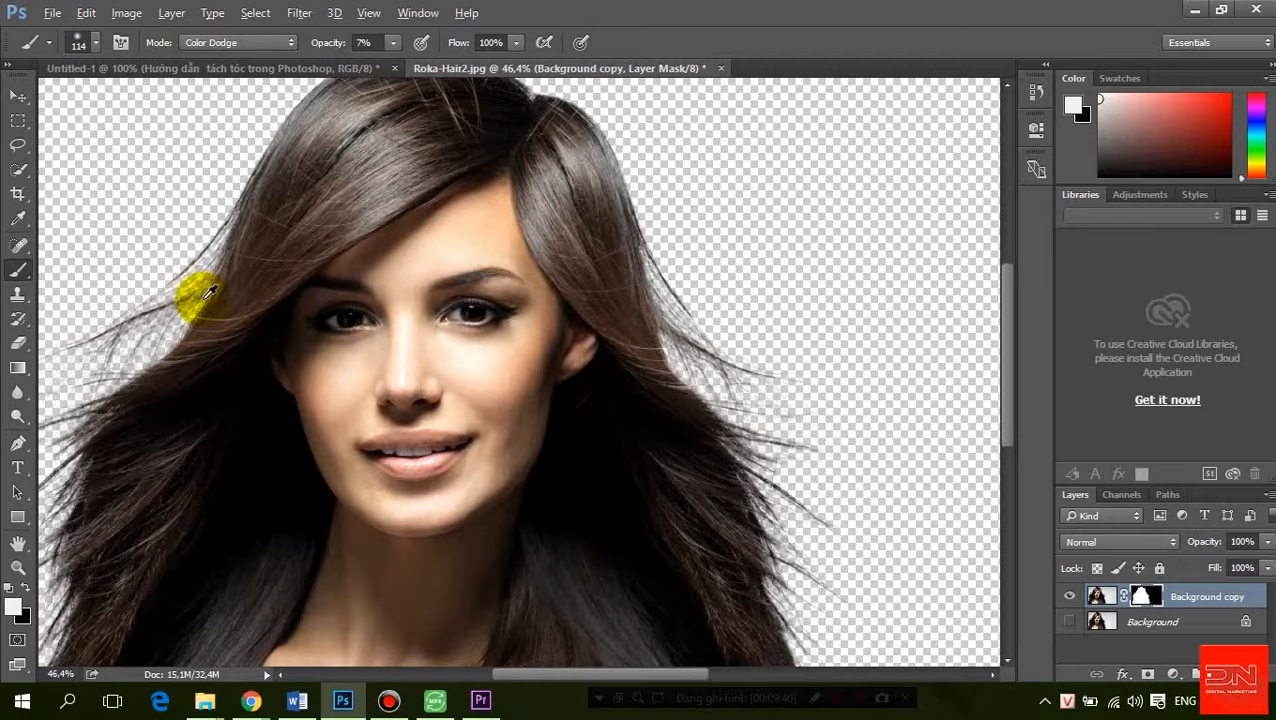 Ps File Edit Image Layer Type Select Filter 3D View Window Help
114 Mode: Color Dodge Opacity: 7% Flow: 100% Essentials
Untitled-1 @ 100% (Hướng dẫn tách tóc trong Photoshop, RGB/8) * × Roka-Hair2.jpg @ 46,4% (Background copy, Layer Mask/8) * ×
Color Swatches
Libraries Adjustments Styles
To use Creative Cloud Libraries,
please install the Creative Cloud
Application
Get it now!
Layers Channels Paths
Kind
Normal Opacity: 100%
Lock: Fill: 100%
Background copy
Background
46,4% Doc: 15,1M/32,4M
DN
DIGITAL MARKETING
Ps Pr Đang ghi hình [00:09:40] ENG